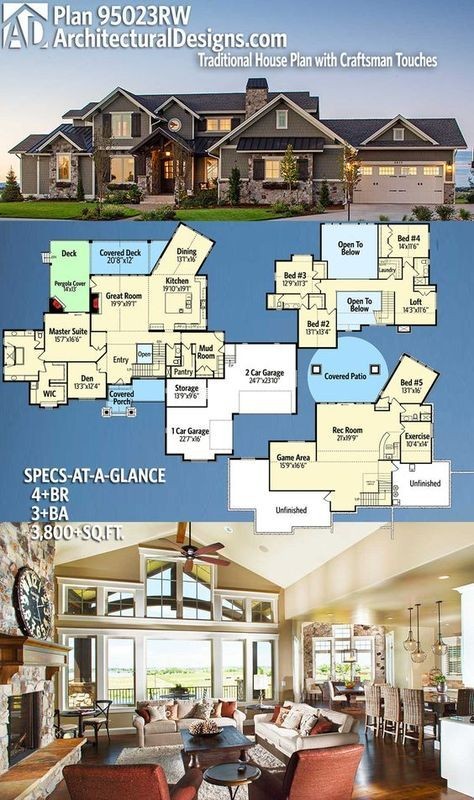 AD
Plan 95023RW
ArchitecturalDesigns.com
Traditional House Plan with Craftsman Touches
Deck
Covered Deck
20'8"x12'
Dining
13'1"x16'
Pergola Cover
14'x13'
Great Room
19'9"x19'1"
Kitchen
19'10"x19'1"
Master Suite
15'7"x16'6"
Entry
Open
Mud
Room
Pantry
WIC
Den
13'3"x12'4"
Covered
Porch
Storage
13'9"x9'6"
2 Car Garage
24'7"x23'10"
1 Car Garage
22'7"x16'
Open To
Below
Bed #4
14'x11'6"
Laundry
Bed #3
12'9"x11'3"
Open To
Below
Loft
14'3"x11'6"
Bed #2
13'1"x13'4"
Covered Patio
Bed #5
13'1"x16'
Rec Room
21'x19'9"
Exercise
10'4"x14'
Game Area
15'9"x16'6"
Unfinished
Unfinished
SPECS-AT-A-GLANCE
4+BR
3+BA
3,800+SQ.FT.